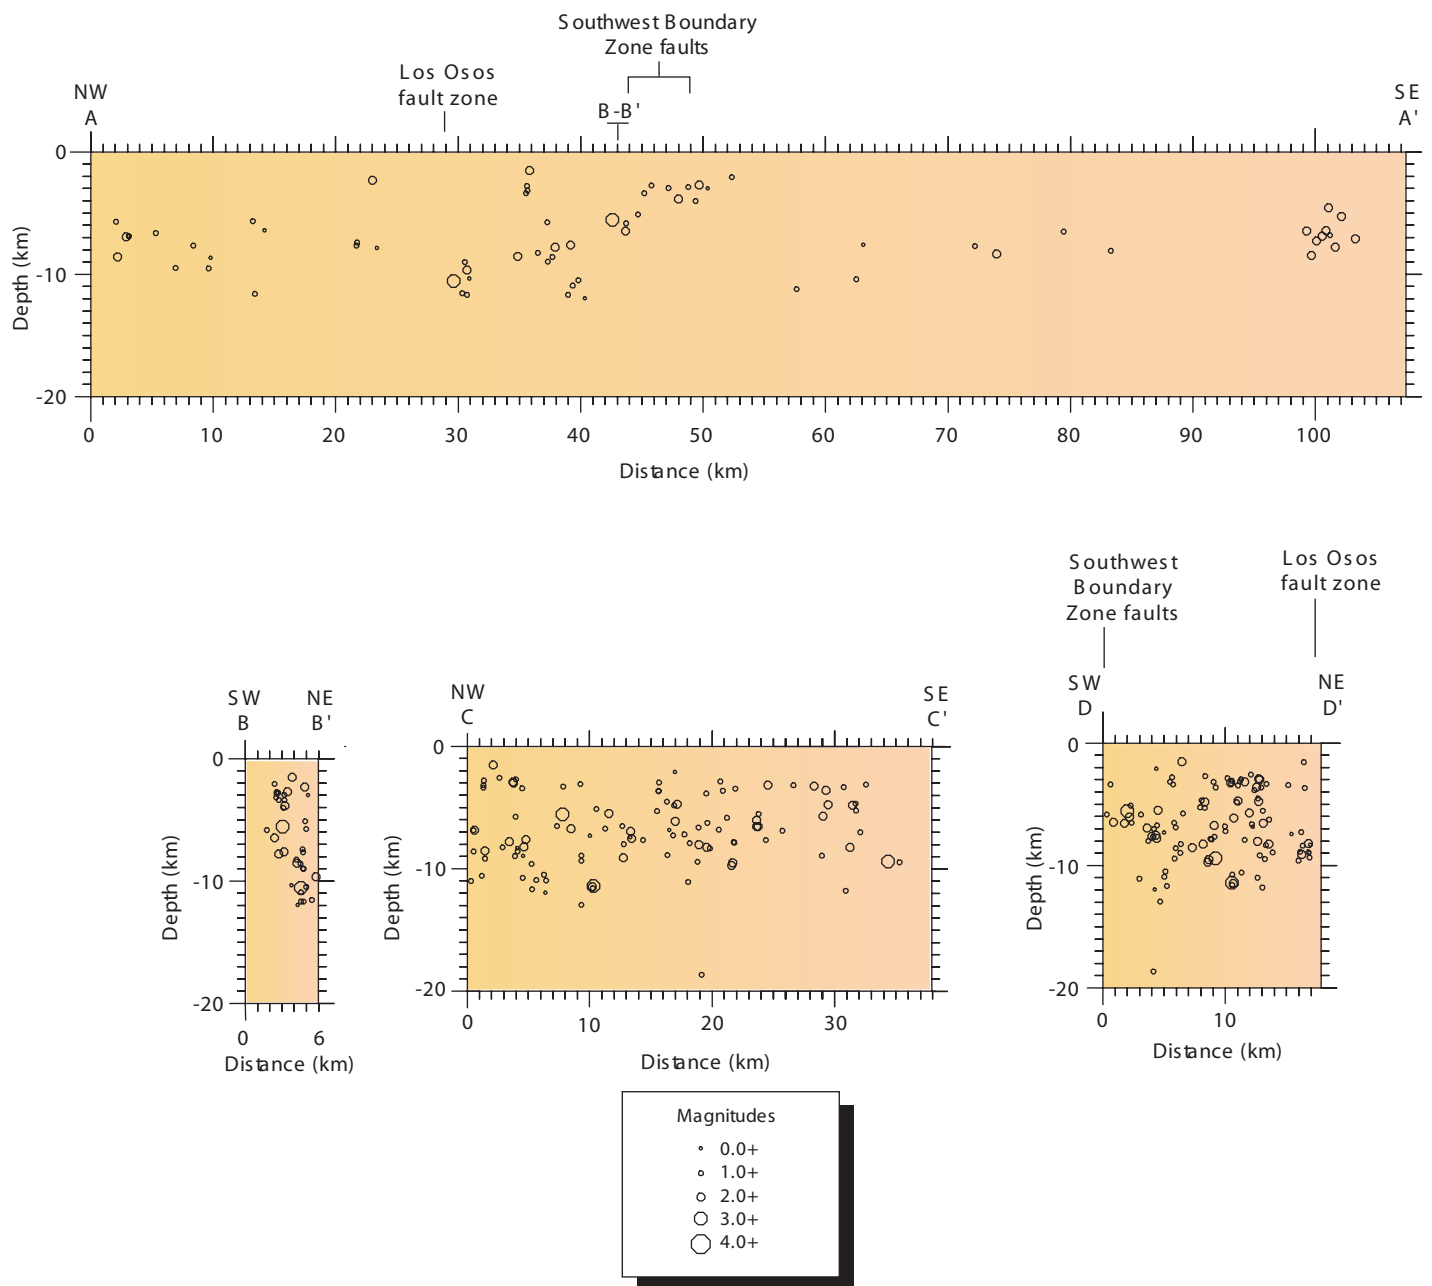 Southwest Boundary
Zone faults
Los Osos
fault zone
B-B'
NW
A
SE
A'
0
-10
-20
Depth (km)
0 10 20 30 40 50 60 70 80 90 100
Distance (km)
SW
B
NE
B'
0
-10
-20
Depth (km)
0 6
Distance (km)
NW
C
SE
C'
0
-10
-20
Depth (km)
0 10 20 30
Distance (km)
Southwest
Boundary
Zone faults
Los Osos
fault zone
SW
D
NE
D'
0
-10
-20
Depth (km)
0 10
Distance (km)
Magnitudes
0.0+
1.0+
2.0+
3.0+
4.0+